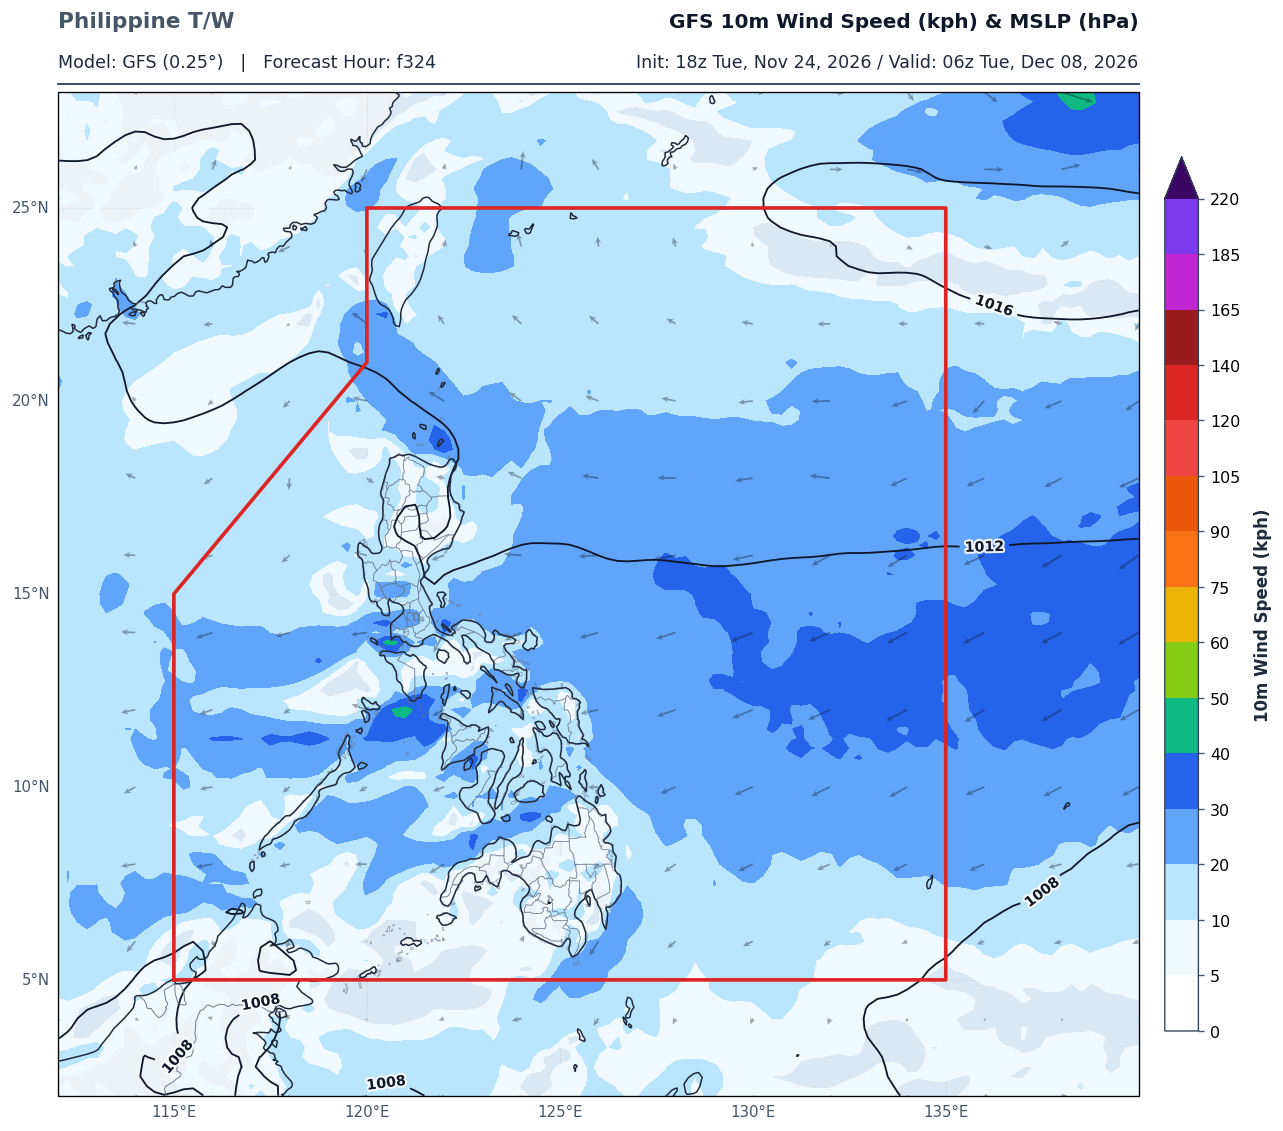 Philippine T/W
GFS 10m Wind Speed (kph) & MSLP (hPa)
Model: GFS (0.25°) | Forecast Hour: f324
Init: 18z Tue, Nov 24, 2026 / Valid: 06z Tue, Dec 08, 2026
25°N
20°N
15°N
10°N
5°N
115°E
120°E
125°E
130°E
135°E
1016
1012
1008
1008
1008
1008
220
185
165
140
120
105
90
75
60
50
40
30
20
10
5
0
10m Wind Speed (kph)